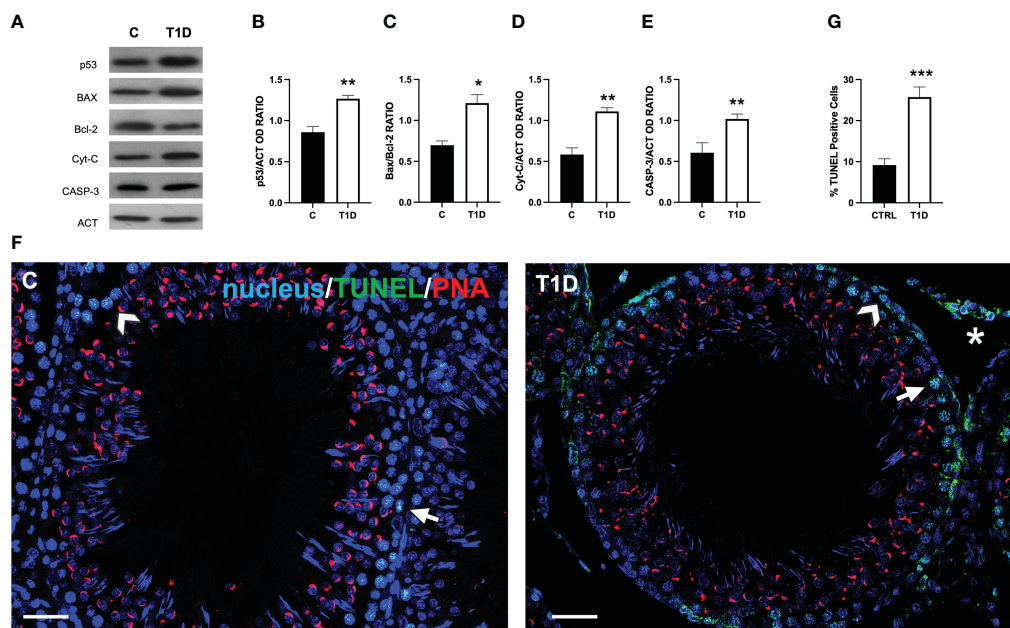 A
C T1D
p53
BAX
Bcl-2
Cyt-C
CASP-3
ACT
B
**
p53/ACT OD RATIO
1.5
1.0
0.5
0.0
C T1D
C
*
Bax/Bcl-2 RATIO
1.5
1.0
0.5
0.0
C T1D
D
**
Cyt-C/ACT OD RATIO
1.5
1.0
0.5
0.0
C T1D
E
**
CASP-3/ACT OD RATIO
1.5
1.0
0.5
0.0
C T1D
G
***
% TUNEL Positive Cells
30
20
10
0
CTRL T1D
F
C
nucleus/TUNEL/PNA
T1D
*